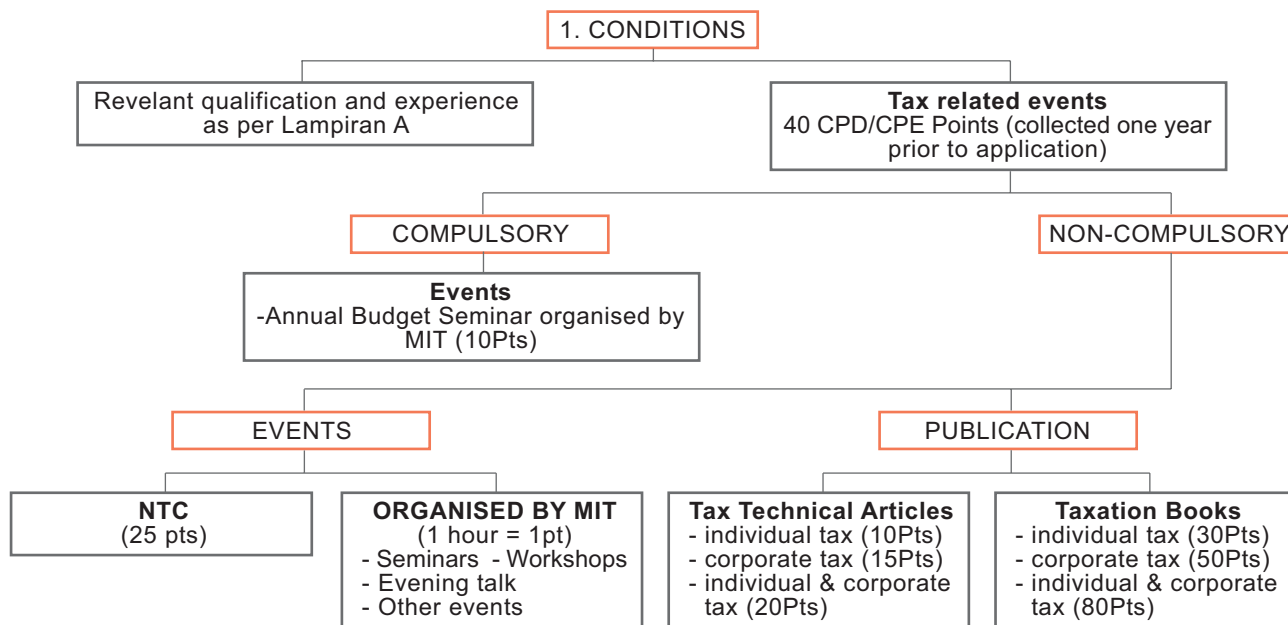 1. CONDITIONS
Revelant qualification and experience
as per Lampiran A
Tax related events
40 CPD/CPE Points (collected one year
prior to application)
COMPULSORY
NON-COMPULSORY
Events
-Annual Budget Seminar organised by
MIT (10Pts)
EVENTS
PUBLICATION
NTC
(25 pts)
ORGANISED BY MIT
(1 hour = 1pt)
- Seminars - Workshops
- Evening talk
- Other events
Tax Technical Articles
- individual tax (10Pts)
- corporate tax (15Pts)
- individual & corporate
tax (20Pts)
Taxation Books
- individual tax (30Pts)
- corporate tax (50Pts)
- individual & corporate
tax (80Pts)